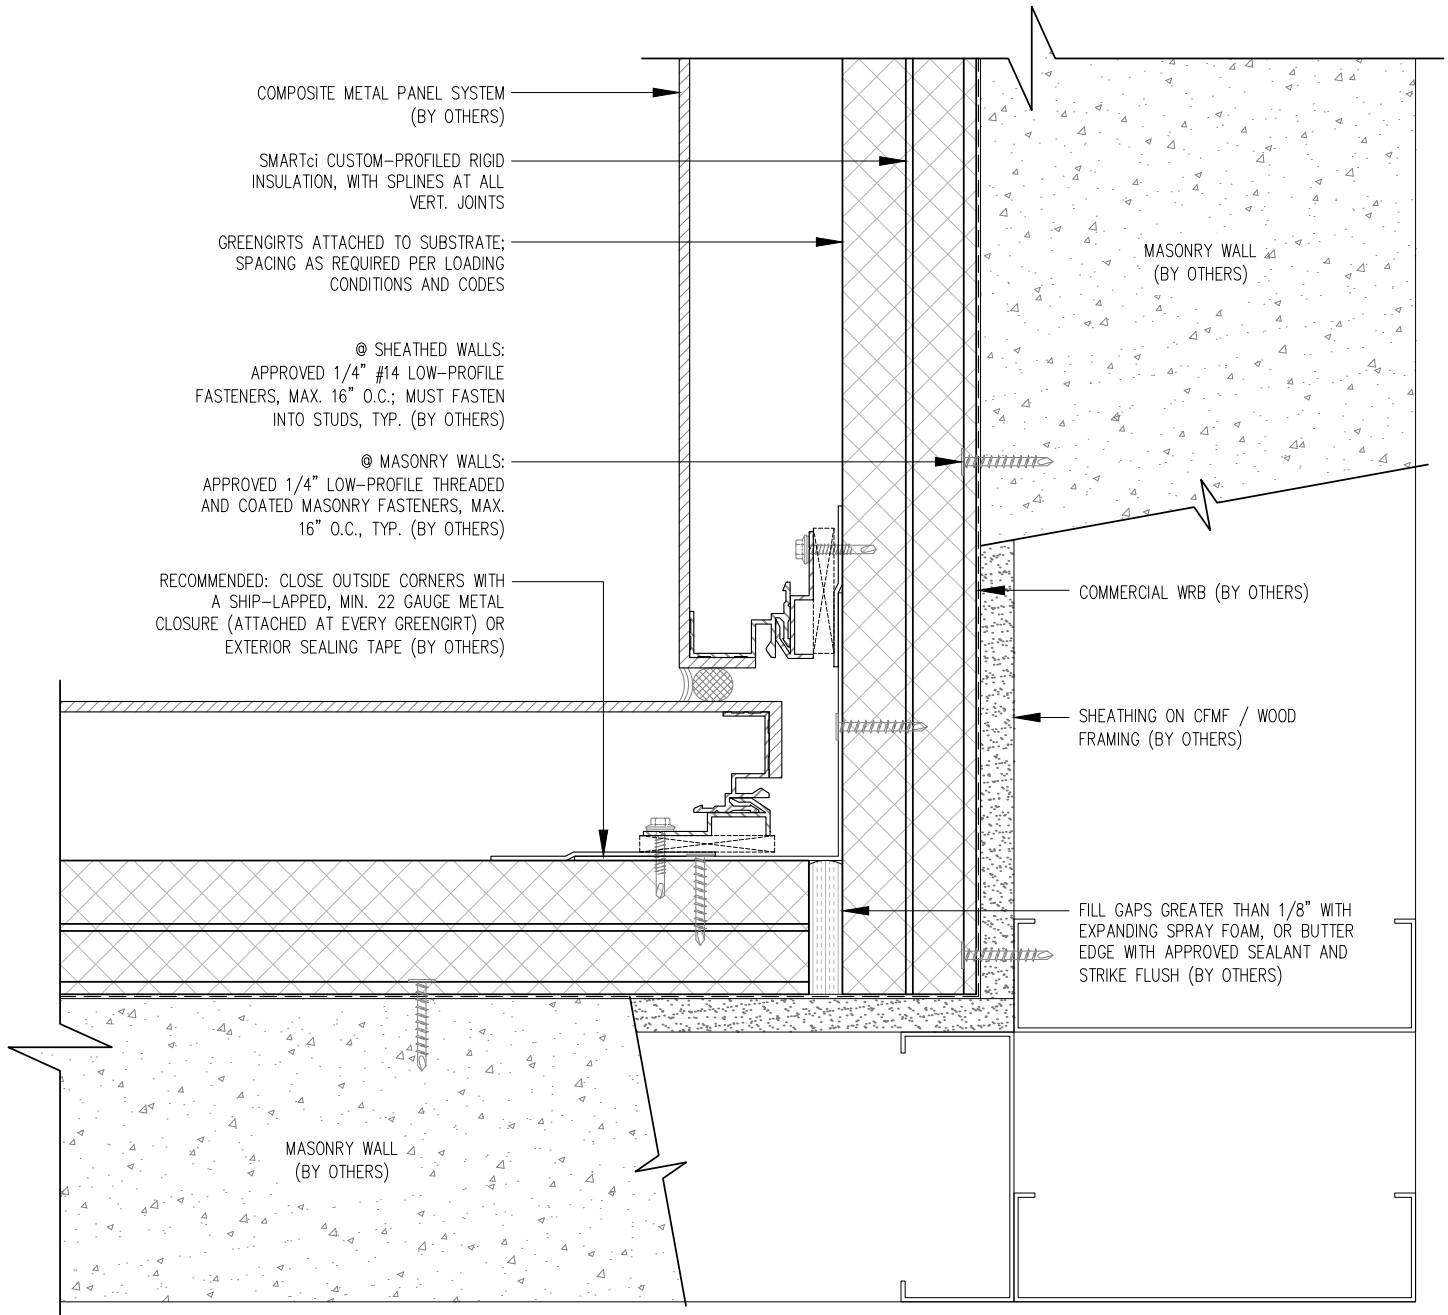 COMPOSITE METAL PANEL SYSTEM
(BY OTHERS)
SMARTci CUSTOM-PROFILED RIGID
INSULATION, WITH SPLINES AT ALL
VERT. JOINTS
GREENGIRTS ATTACHED TO SUBSTRATE;
SPACING AS REQUIRED PER LOADING
CONDITIONS AND CODES
@ SHEATHED WALLS:
APPROVED 1/4" #14 LOW-PROFILE
FASTENERS, MAX. 16" O.C.; MUST FASTEN
INTO STUDS, TYP. (BY OTHERS)
@ MASONRY WALLS:
APPROVED 1/4" LOW-PROFILE THREADED
AND COATED MASONRY FASTENERS, MAX.
16" O.C., TYP. (BY OTHERS)
RECOMMENDED: CLOSE OUTSIDE CORNERS WITH
A SHIP-LAPPED, MIN. 22 GAUGE METAL
CLOSURE (ATTACHED AT EVERY GREENGIRT) OR
EXTERIOR SEALING TAPE (BY OTHERS)
MASONRY WALL
(BY OTHERS)
COMMERCIAL WRB (BY OTHERS)
SHEATHING ON CFMF / WOOD
FRAMING (BY OTHERS)
FILL GAPS GREATER THAN 1/8" WITH
EXPANDING SPRAY FOAM, OR BUTTER
EDGE WITH APPROVED SEALANT AND
STRIKE FLUSH (BY OTHERS)
MASONRY WALL
(BY OTHERS)